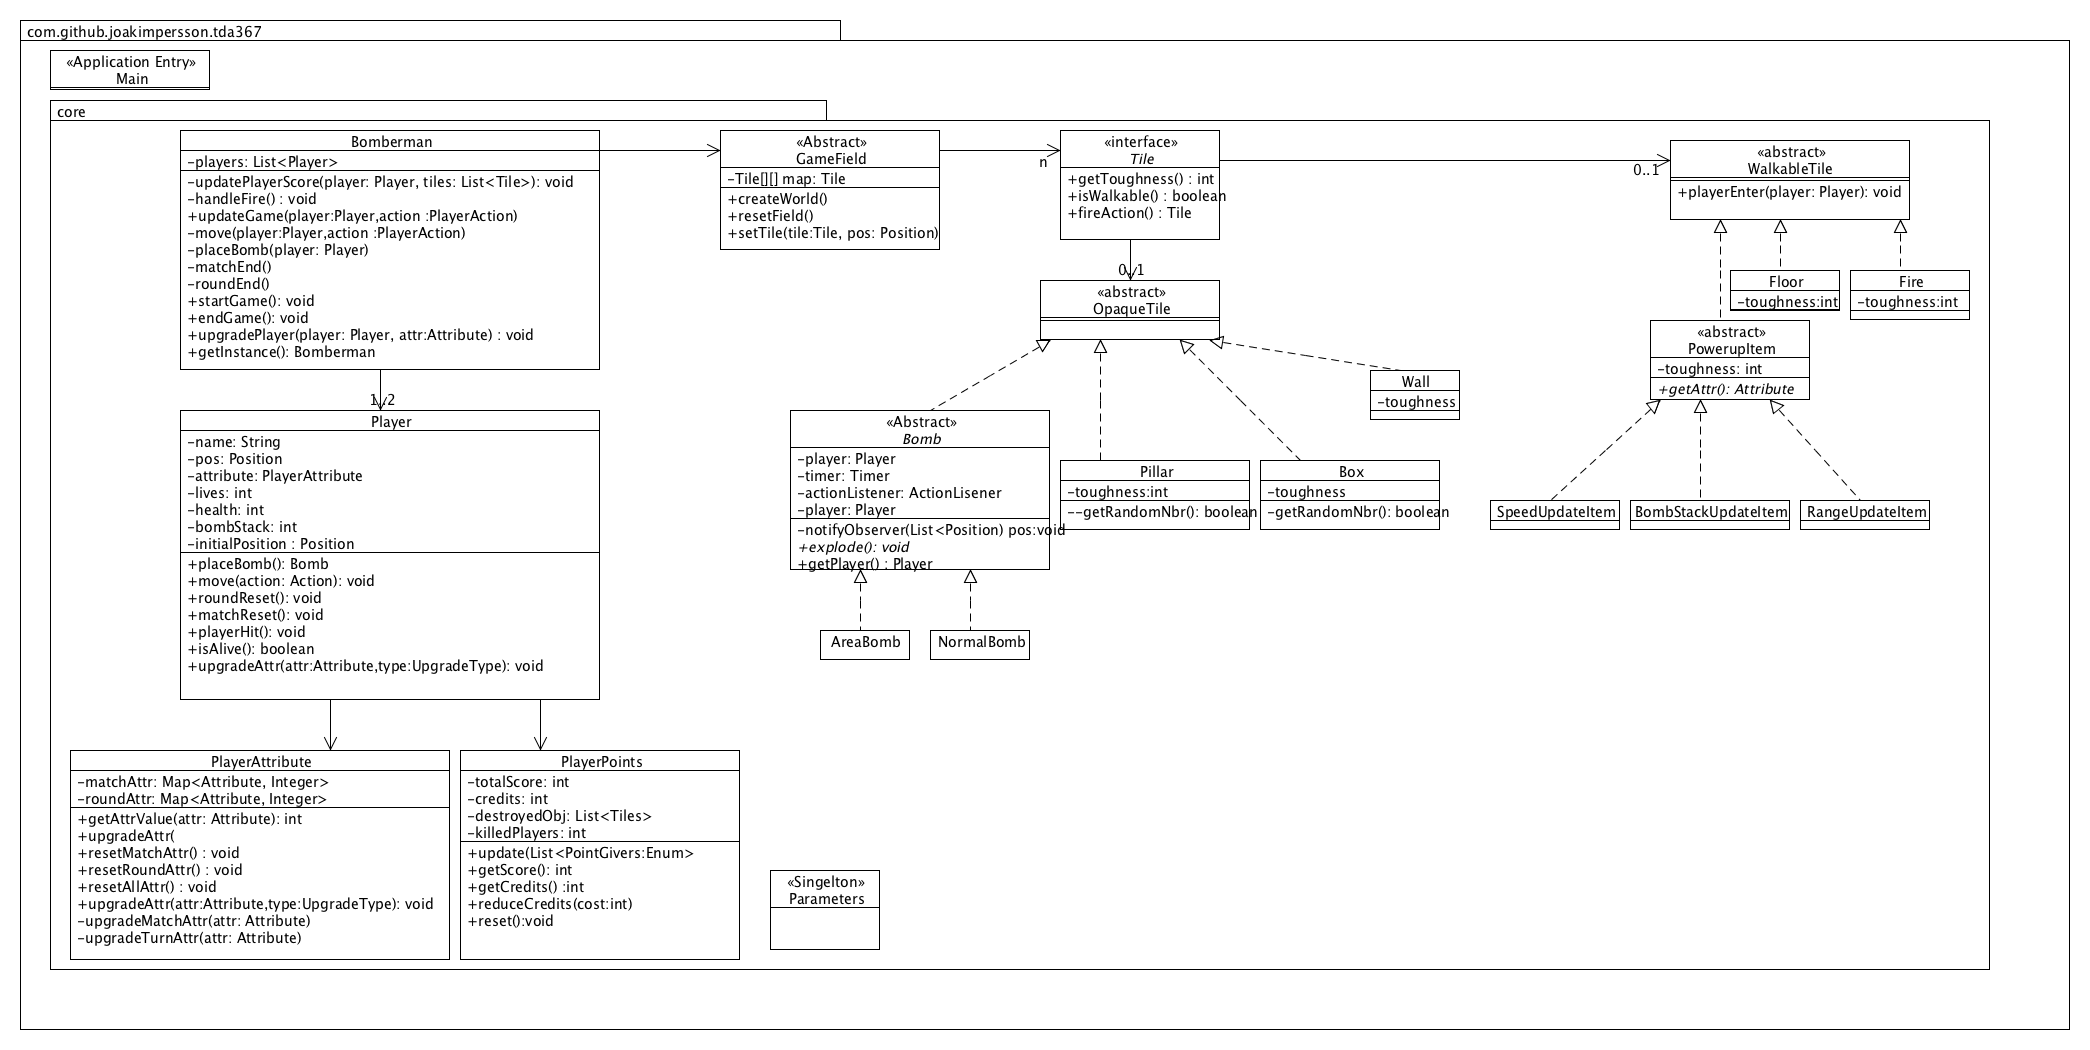 com.github.joakimpersson.tda367
«Application Entry»
Main
core
Bomberman
-players: List<Player>
-updatePlayerScore(player: Player, tiles: List<Tile>): void
-handleFire() : void
+updateGame(player:Player,action :PlayerAction)
-move(player:Player,action :PlayerAction)
-placeBomb(player: Player)
-matchEnd()
-roundEnd()
+startGame(): void
+endGame(): void
+upgradePlayer(player: Player, attr:Attribute) : void
+getInstance(): Bomberman
«Abstract»
GameField
-Tile[][] map: Tile
+createWorld()
+resetField()
+setTile(tile:Tile, pos: Position)
n
«interface»
Tile
+getToughness() : int
+isWalkable() : boolean
+fireAction() : Tile
0..1
«abstract»
WalkableTile
+playerEnter(player: Player): void
0..1
«abstract»
OpaqueTile
Floor
-toughness:int
Fire
-toughness:int
«abstract»
PowerupItem
-toughness: int
+getAttr(): Attribute
Wall
-toughness
1..2
Player
-name: String
-pos: Position
-attribute: PlayerAttribute
-lives: int
-health: int
-bombStack: int
-initialPosition : Position
+placeBomb(): Bomb
+move(action: Action): void
+roundReset(): void
+matchReset(): void
+playerHit(): void
+isAlive(): boolean
+upgradeAttr(attr:Attribute,type:UpgradeType): void
«Abstract»
Bomb
-player: Player
-timer: Timer
-actionListener: ActionLisener
-player: Player
-notifyObserver(List<Position) pos:void
+explode(): void
+getPlayer() : Player
Pillar
-toughness:int
--getRandomNbr(): boolean
Box
-toughness
-getRandomNbr(): boolean
SpeedUpdateItem
BombStackUpdateItem
RangeUpdateItem
AreaBomb
NormalBomb
PlayerAttribute
-matchAttr: Map<Attribute, Integer>
-roundAttr: Map<Attribute, Integer>
+getAttrValue(attr: Attribute): int
+upgradeAttr(
+resetMatchAttr() : void
+resetRoundAttr() : void
+resetAllAttr() : void
+upgradeAttr(attr:Attribute,type:UpgradeType): void
-upgradeMatchAttr(attr: Attribute)
-upgradeTurnAttr(attr: Attribute)
PlayerPoints
-totalScore: int
-credits: int
-destroyedObj: List<Tiles>
-killedPlayers: int
+update(List<PointGivers:Enum>
+getScore(): int
+getCredits() :int
+reduceCredits(cost:int)
+reset():void
«Singelton»
Parameters